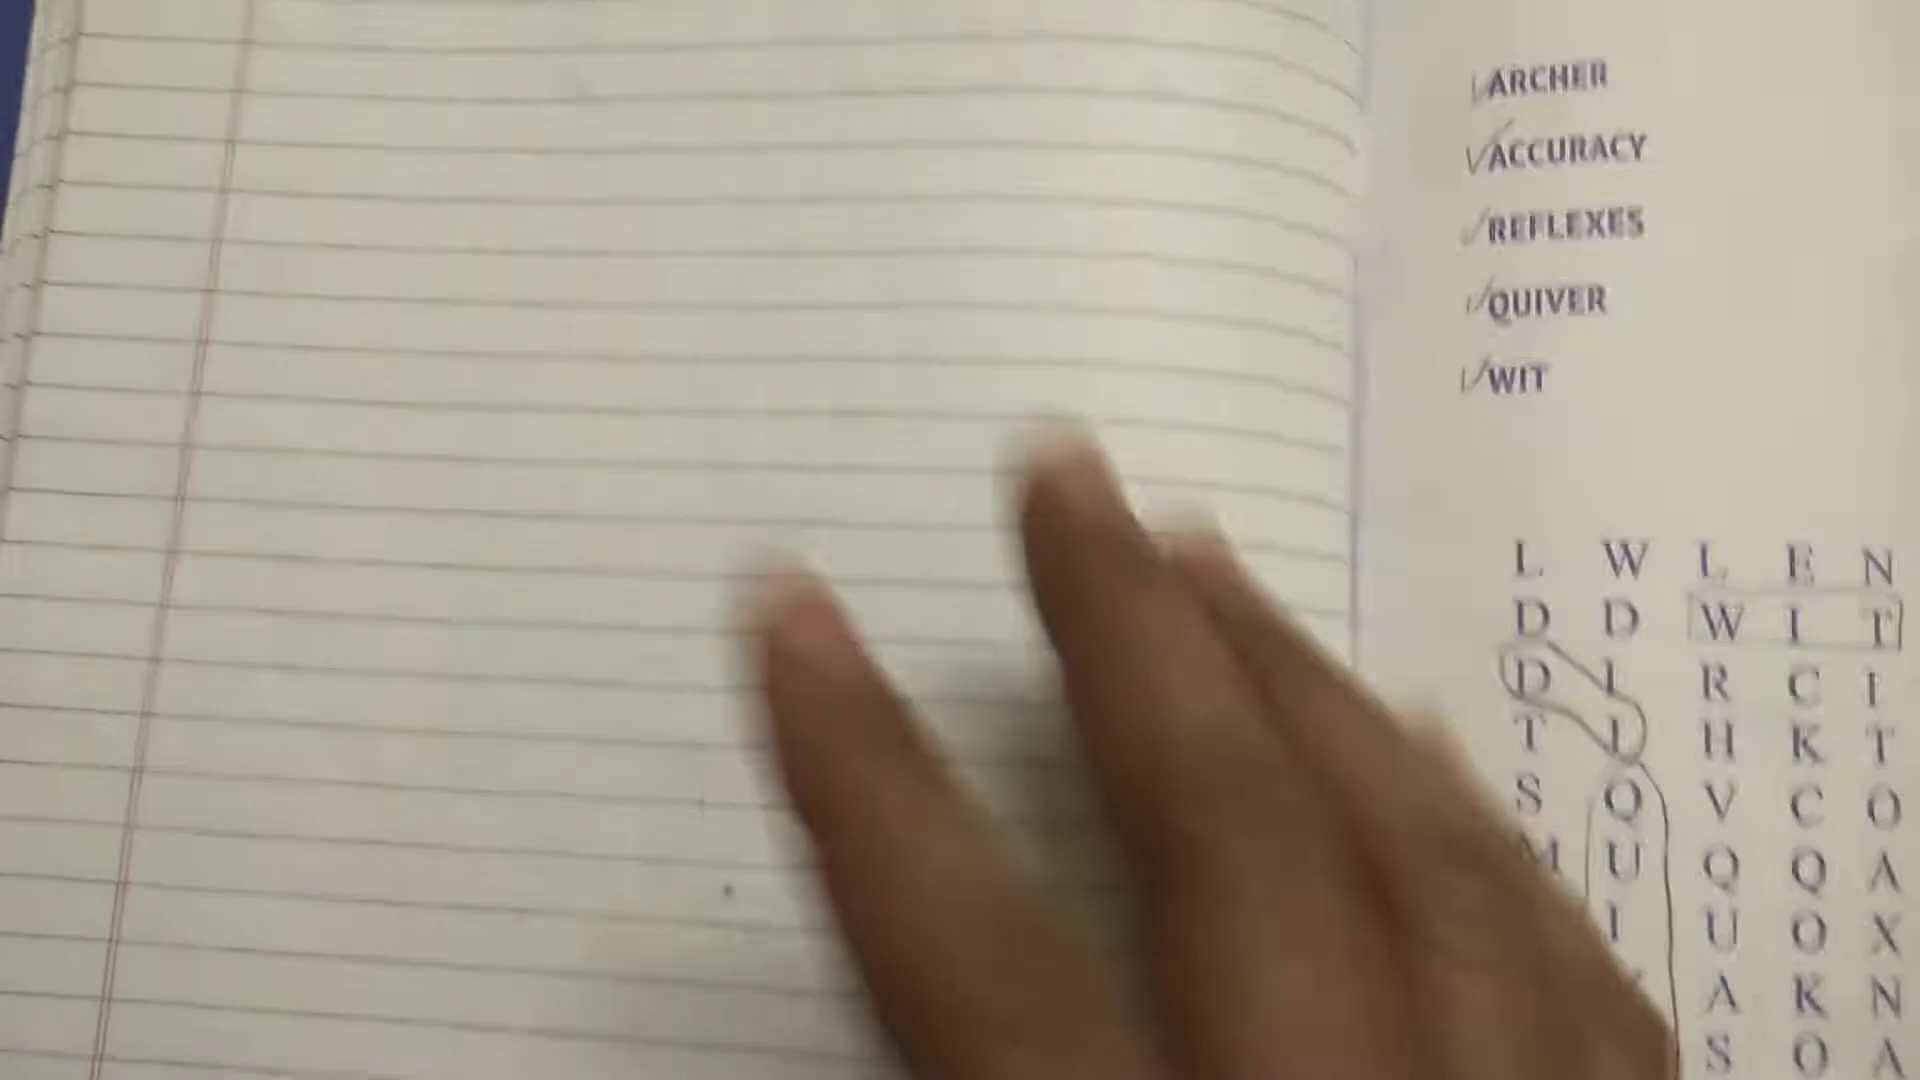 ARCHER
ACCURACY
REFLEXES
QUIVER
WIT
L W L E N
D D W I T
D I R C I
T I H K T
S Q V C O
M U Q Q A
I U O X
A K N
S O A